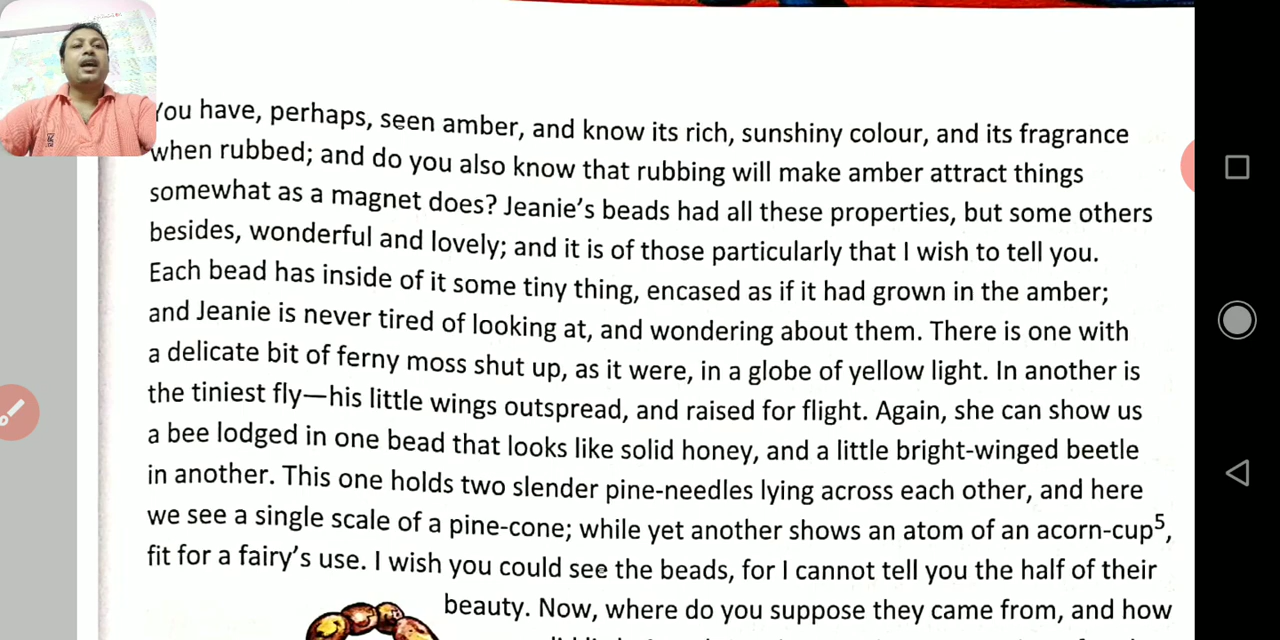 You have, perhaps, seen amber, and know its rich, sunshiny colour, and its fragrance
when rubbed; and do you also know that rubbing will make amber attract things
somewhat as a magnet does? Jeanie's beads had all these properties, but some others
besides, wonderful and lovely; and it is of those particularly that I wish to tell you.
Each bead has inside of it some tiny thing, encased as if it had grown in the amber;
and Jeanie is never tired of looking at, and wondering about them. There is one with
a delicate bit of ferny moss shut up, as it were, in a globe of yellow light. In another is
the tiniest fly—his little wings outspread, and raised for flight. Again, she can show us
a bee lodged in one bead that looks like solid honey, and a little bright-winged beetle
in another. This one holds two slender pine-needles lying across each other, and here
we see a single scale of a pine-cone; while yet another shows an atom of an acorn-cup⁵,
fit for a fairy's use. I wish you could see the beads, for I cannot tell you the half of their
beauty. Now, where do you suppose they came from, and how